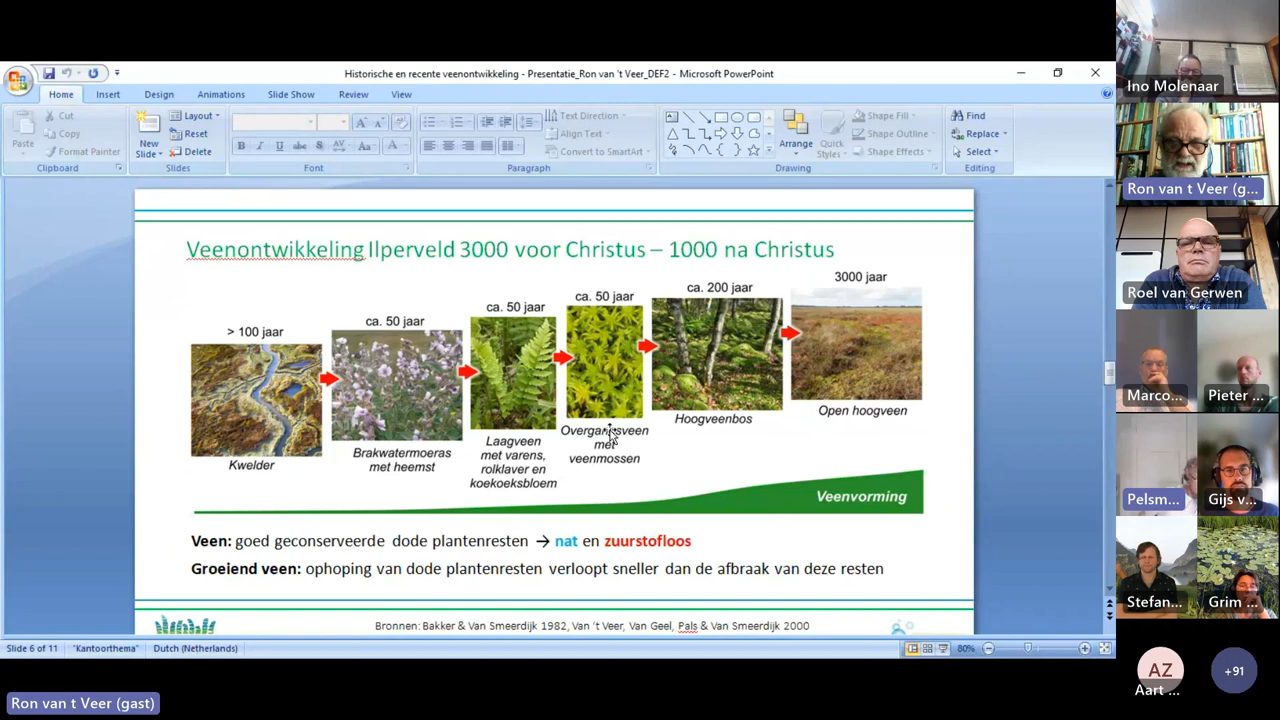 Historische en recente veenontwikkeling - Presentatie_Ron van 't Veer_DEF2 - Microsoft PowerPoint
Home Insert Design Animations Slide Show Review View
Paste
Cut
Copy
Format Painter
Clipboard
New Slide
Layout
Reset
Delete
Slides
B I U abc S AV Aa A
Font
Text Direction
Align Text
Convert to SmartArt
Paragraph
Arrange
Quick Styles
Shape Fill
Shape Outline
Shape Effects
Drawing
Find
Replace
Select
Editing
Veenontwikkeling Ilperveld 3000 voor Christus – 1000 na Christus
> 100 jaar
ca. 50 jaar
ca. 50 jaar
ca. 50 jaar
ca. 200 jaar
3000 jaar
Kwelder
Brakwatermoeras
met heemst
Laagveen
met varens,
rolklaver en
koekoeksbloem
Overgangsveen
met
veenmossen
Hoogveenbos
Open hoogveen
Veenvorming
Veen: goed geconserveerde dode plantenresten → nat en zuurstofloos
Groeiend veen: ophoping van dode plantenresten verloopt sneller dan de afbraak van deze resten
Bronnen: Bakker & Van Smeerdijk 1982, Van 't Veer, Van Geel, Pals & Van Smeerdijk 2000
Slide 6 of 11 "Kantoorthema" Dutch (Netherlands) 80%
Ron van t Veer (gast)
Ino Molenaar
Ron van t Veer (g...
Roel van Gerwen
Marco... Pieter ...
Pelsm... Gijs v...
Stefan... Grim ...
AZ +91
Aart ...